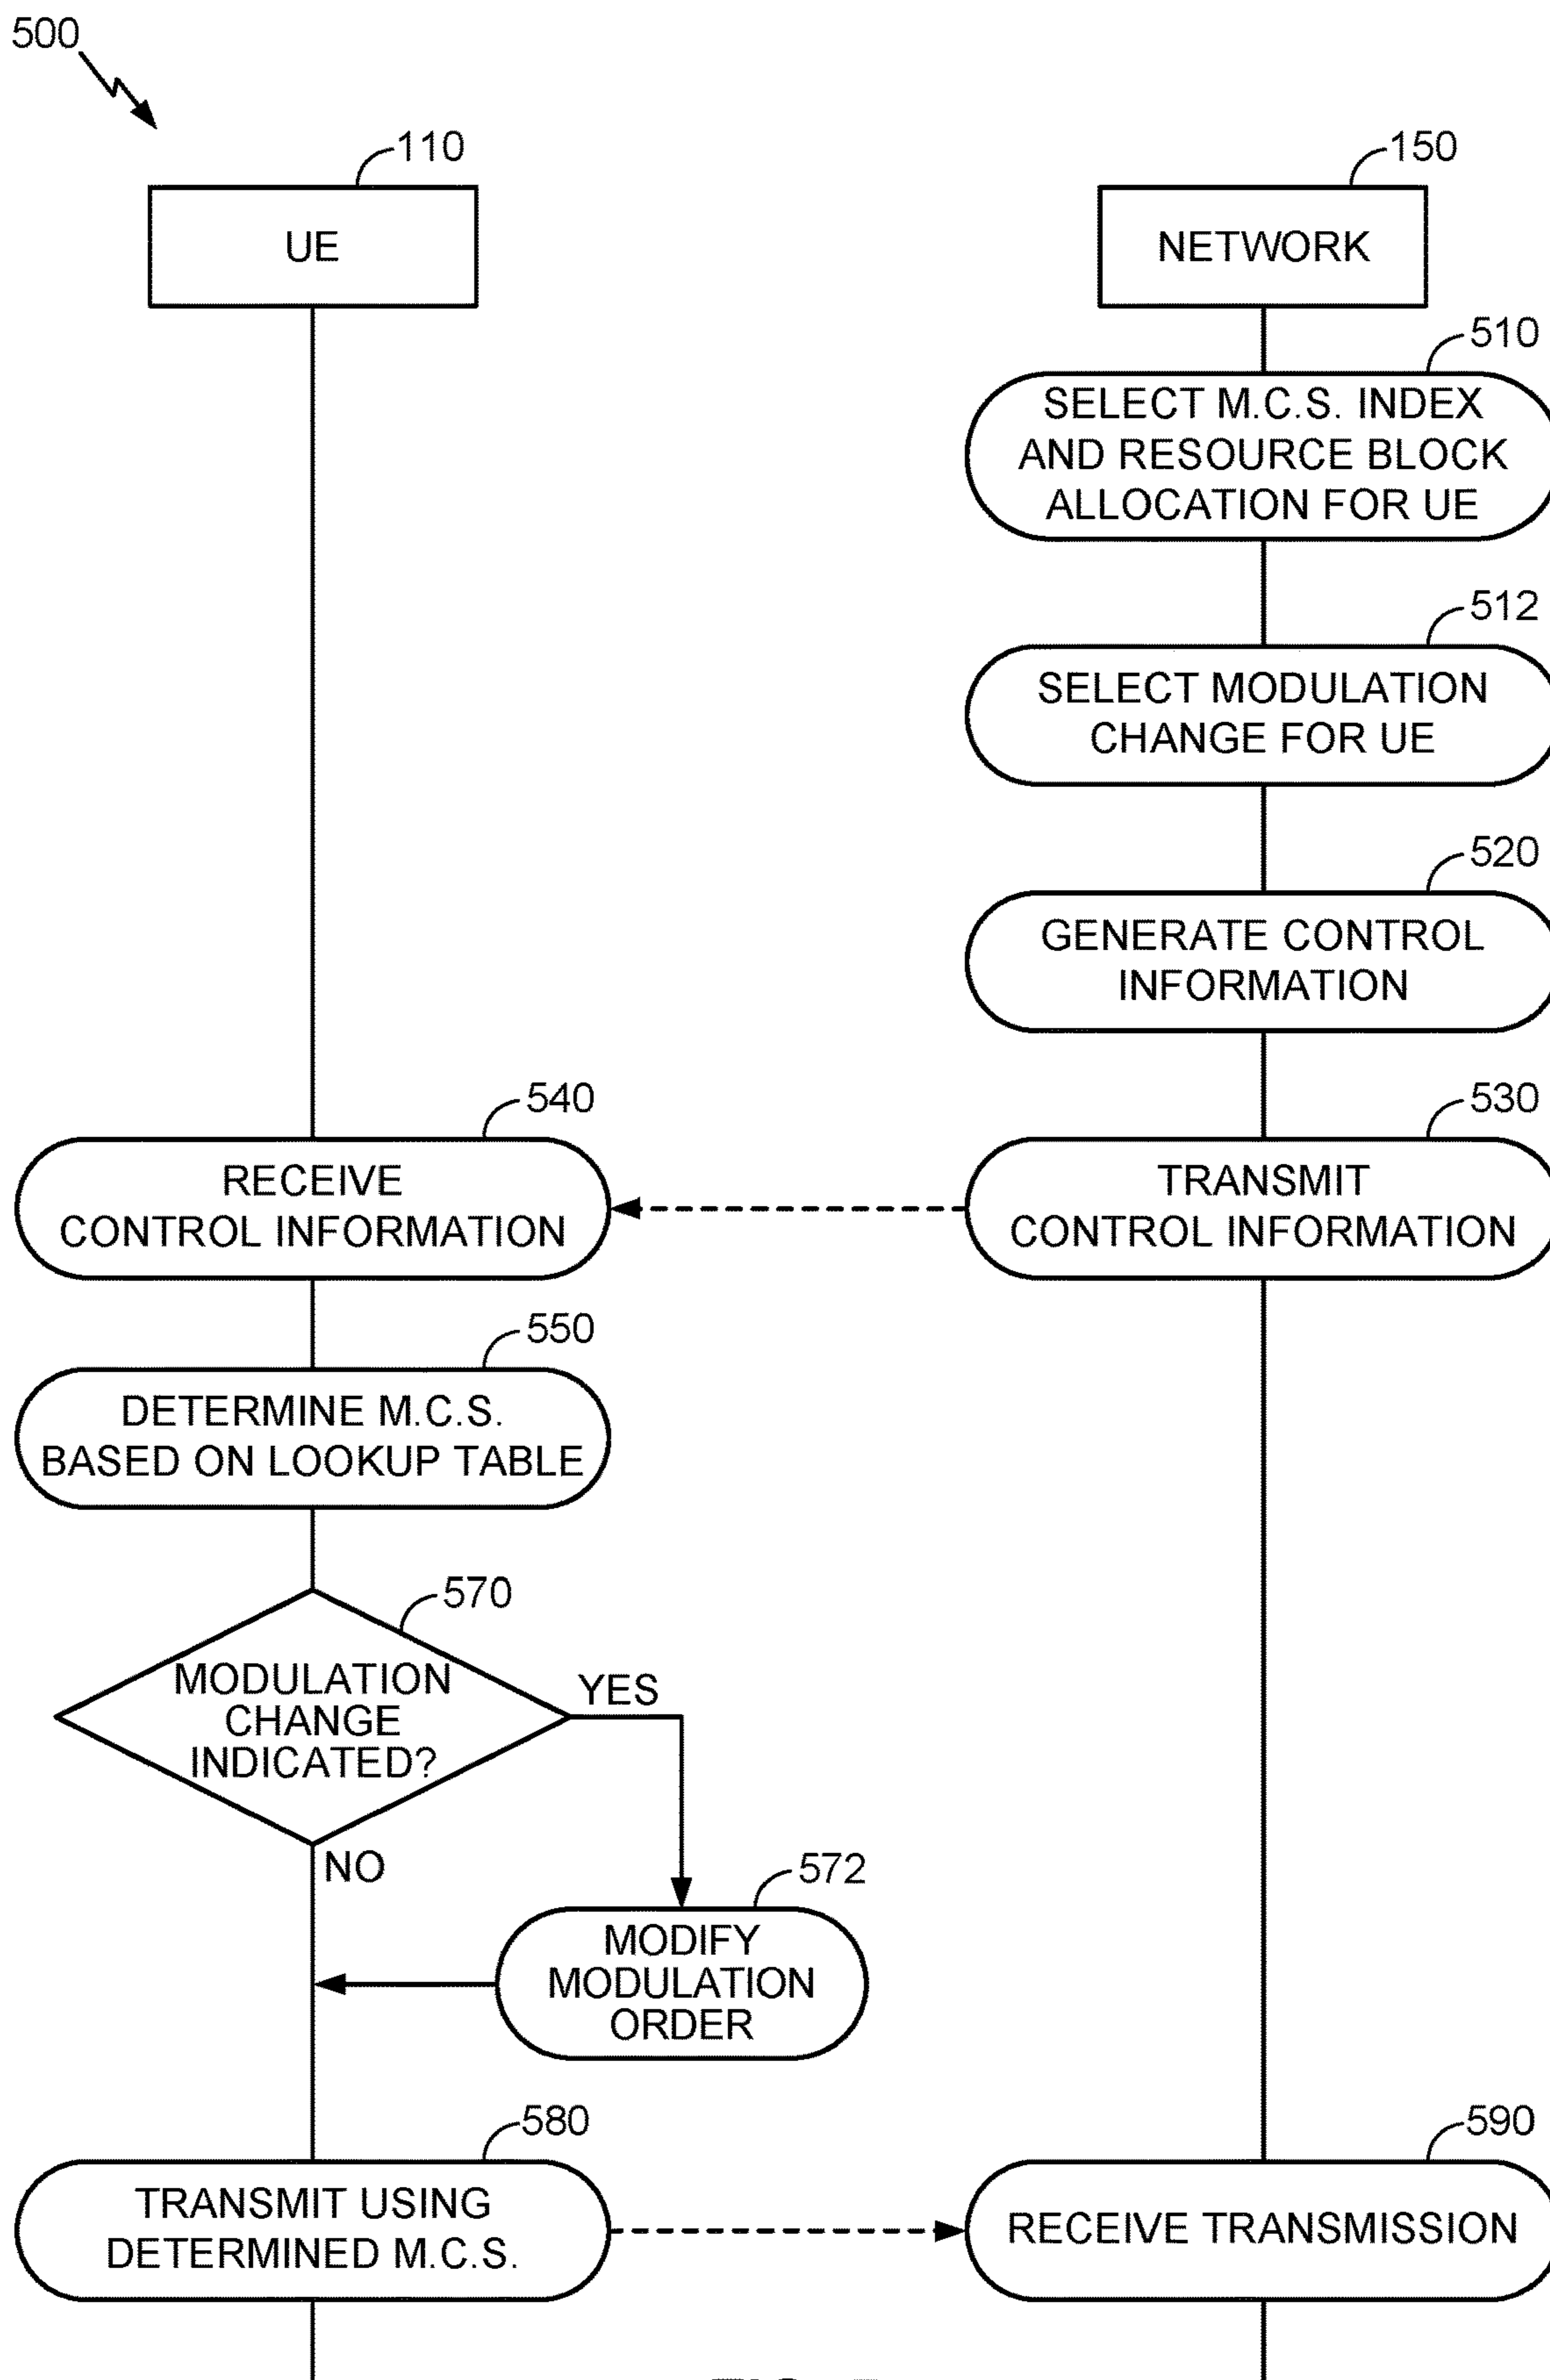 500
110
150
UE
NETWORK
510
SELECT M.C.S. INDEX
AND RESOURCE BLOCK
ALLOCATION FOR UE
512
SELECT MODULATION
CHANGE FOR UE
520
GENERATE CONTROL
INFORMATION
540
530
RECEIVE
CONTROL INFORMATION
TRANSMIT
CONTROL INFORMATION
550
DETERMINE M.C.S.
BASED ON LOOKUP TABLE
570
MODULATION
CHANGE
INDICATED?
YES
NO
572
MODIFY
MODULATION
ORDER
580
590
TRANSMIT USING
DETERMINED M.C.S.
RECEIVE TRANSMISSION